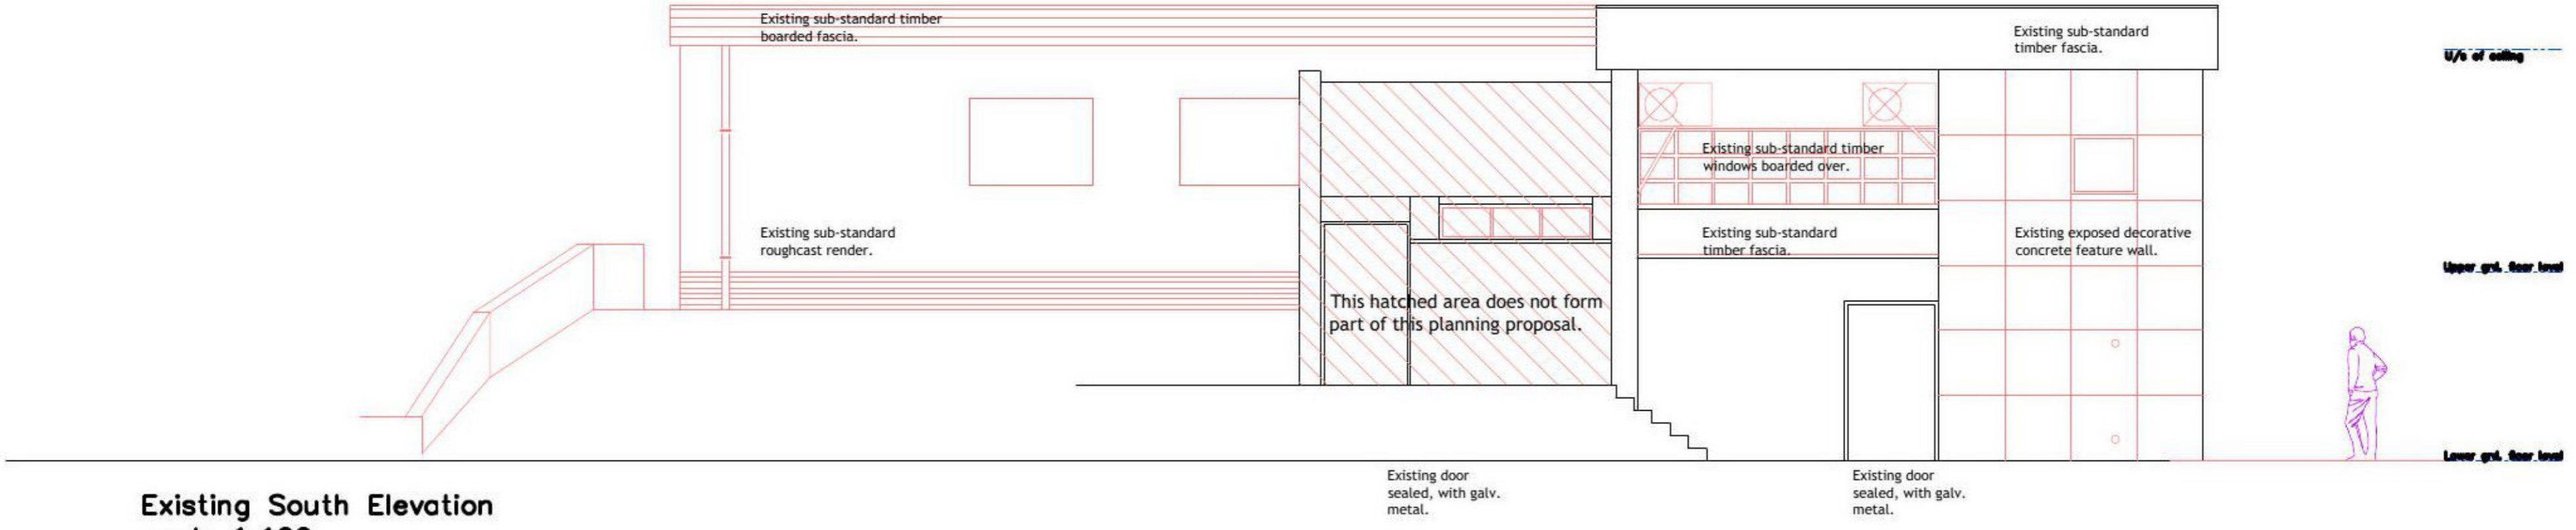 Existing sub-standard timber
boarded fascia.
Existing sub-standard
timber fascia.
U/s of ceiling
Existing sub-standard timber
windows boarded over.
Existing sub-standard
roughcast render.
Existing sub-standard
timber fascia.
Existing exposed decorative
concrete feature wall.
Upper grd. floor level
This hatched area does not form
part of this planning proposal.
Lower grd. floor level
Existing door
sealed, with galv.
metal.
Existing door
sealed, with galv.
metal.
Existing South Elevation